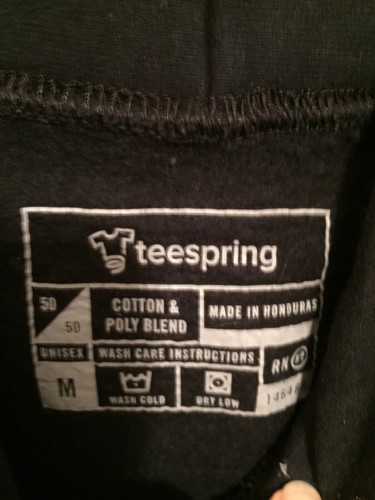 teespring
50 50
COTTON & POLY BLEND
MADE IN HONDURAS
UNISEX
M
WASH CARE INSTRUCTIONS
WASH COLD
DRY LOW
RN